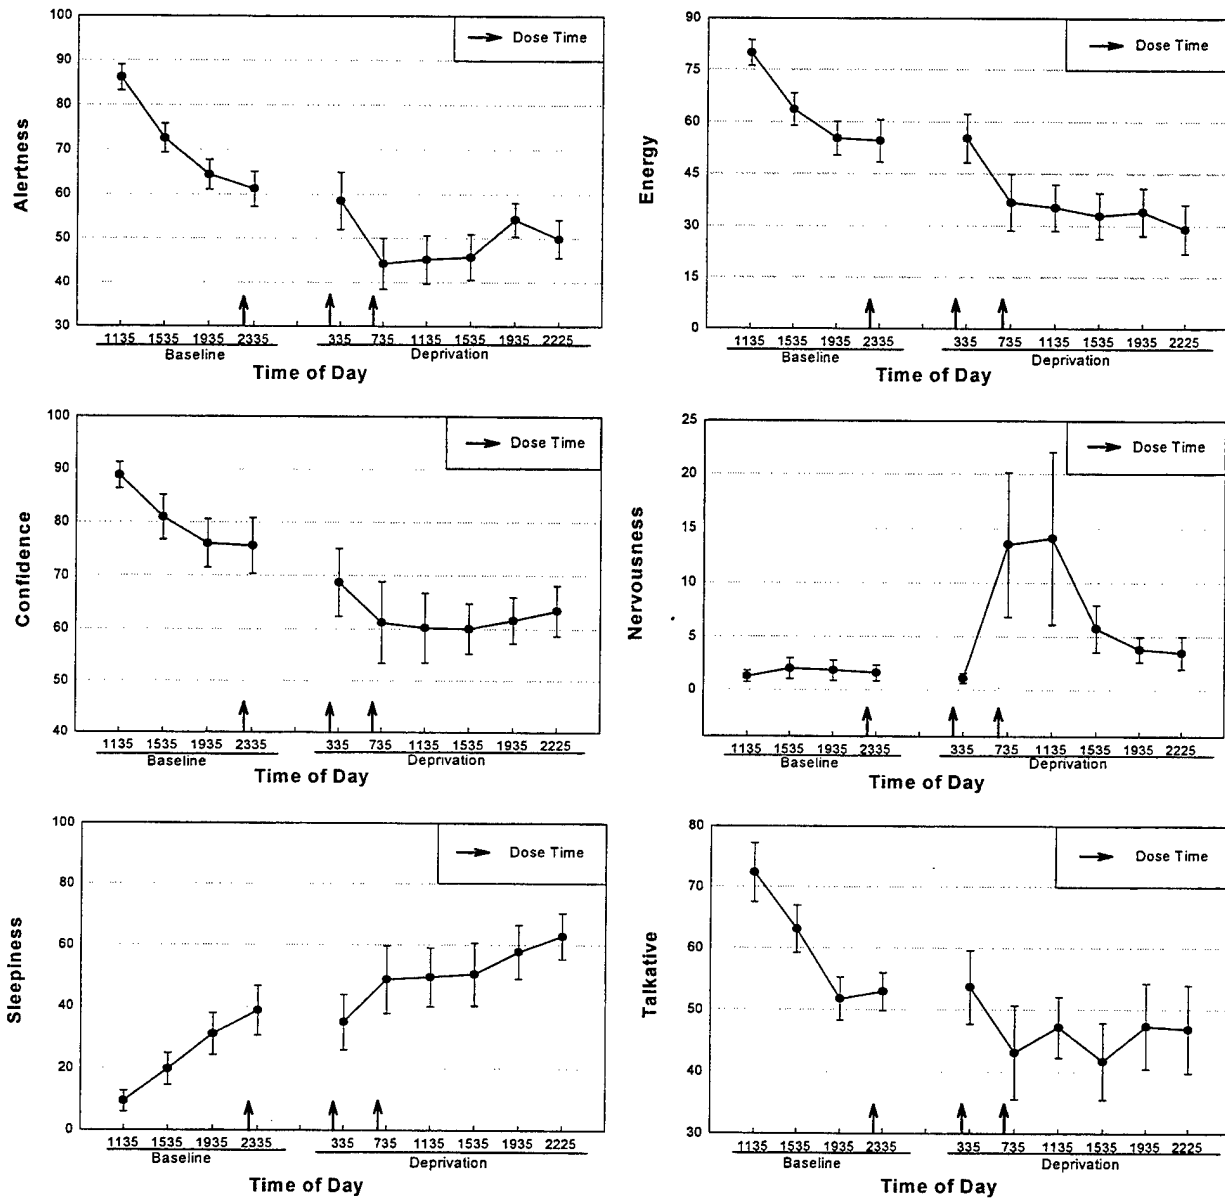 Alertness
100
90
80
70
60
50
40
30
Dose Time
1135 1535 1935 2335 335 735 1135 1535 1935 2225
Baseline Deprivation
Time of Day
Energy
90
75
60
45
30
15
0
Dose Time
1135 1535 1935 2335 335 735 1135 1535 1935 2225
Baseline Deprivation
Time of Day
Confidence
100
90
80
70
60
50
40
Dose Time
1135 1535 1935 2335 335 735 1135 1535 1935 2225
Baseline Deprivation
Time of Day
Nervousness
25
20
15
10
5
0
Dose Time
1135 1535 1935 2335 335 735 1135 1535 1935 2225
Baseline Deprivation
Time of Day
Sleepiness
100
80
60
40
20
0
Dose Time
1135 1535 1935 2335 335 735 1135 1535 1935 2225
Baseline Deprivation
Time of Day
Talkative
80
70
60
50
40
30
Dose Time
1135 1535 1935 2335 335 735 1135 1535 1935 2225
Baseline Deprivation
Time of Day